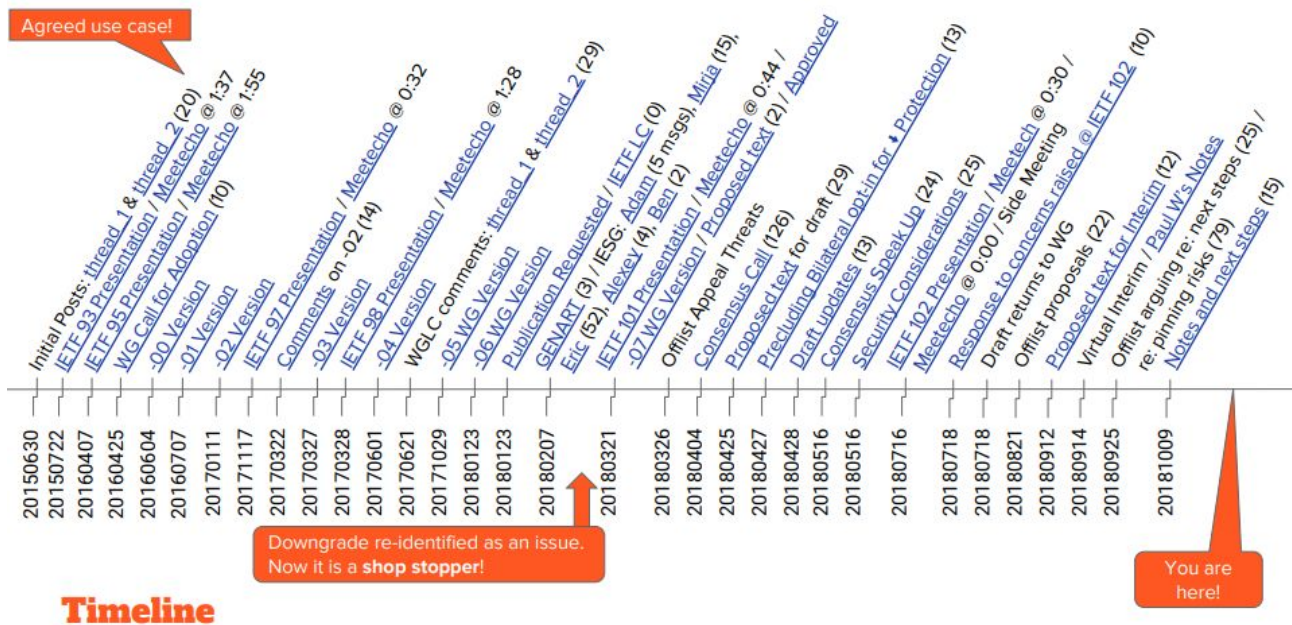 Agreed use case!
Initial Posts: thread_1 & thread_2 (20)
IETF 93 Presentation / Meetecho @ 1:37
IETF 95 Presentation / Meetecho @ 1:55
WG Call for Adoption (10)
-00 Version
-01 Version
-02 Version
IETF 97 Presentation / Meetecho @ 0:32
Comments on -02 (14)
-03 Version
IETF 98 Presentation / Meetecho @ 1:28
-04 Version
WGLC comments: thread_1 & thread_2 (29)
-05 WG Version
-06 WG Version
Publication Requested / IETF LC (0)
GENART (3) / IESG: Adam (5 msgs), Mirja (15),
Eric (52), Alexey (4), Ben (2)
IETF 101 Presentation / Meetecho @ 0:44 /
-07 WG Version / Proposed text (2) / Approved
Offlist Appeal Threats
Consensus Call (126)
Proposed Text for draft (29)
Precluding Bilateral Opt-in for ↓ Protection (13)
Draft updates (13)
Consensus Speak Up (24)
Security Considerations (25)
IETF 102 Presentation / Meetech @ 0:30 /
Meetecho @ 0:00 / Side Meeting
Response to concerns raised @ IETF 102 (10)
Draft returns to WG
Offlist proposals (22)
Proposed text for Interim (12)
Virtual Interim / Paul W's Notes
Offlist arguing re: next steps (25) /
re: pinning risks (79)
Notes and next steps (15)
20150630
20150722
20160407
20160425
20160604
20160707
20170111
20171117
20170322
20170327
20170328
20170601
20170621
20171029
20180123
20180123
20180207
20180321
20180326
20180404
20180425
20180427
20180428
20180516
20180516
20180716
20180718
20180718
20180821
20180912
20180914
20180925
20181009
Downgrade re-identified as an issue.
Now it is a shop stopper!
You are
here!
Timeline